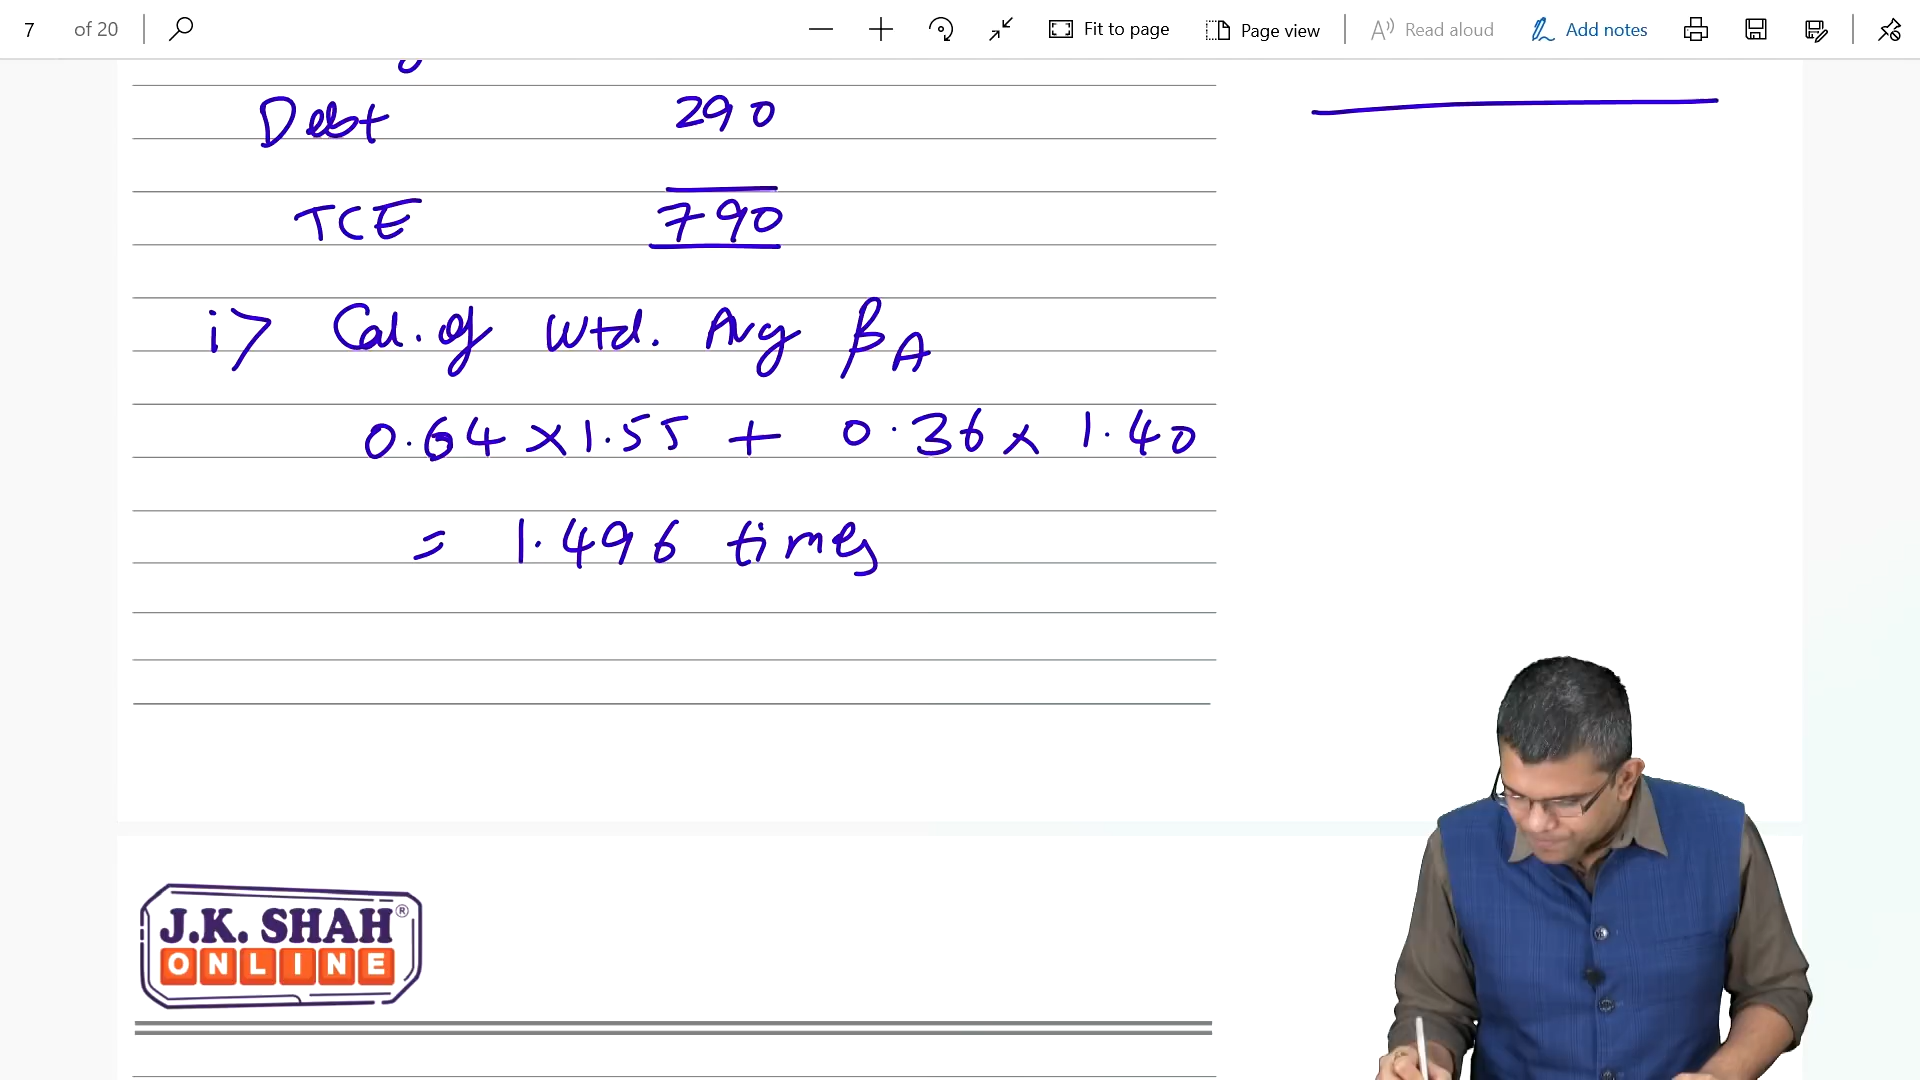 7 of 20 Fit to page Page view Read aloud Add notes
Debt 290
TCE 790
i> Cal. of Wtd. Avg βA
0.64 × 1.55 + 0.36 × 1.40
= 1.496 times
J.K. SHAH®
ONLINE